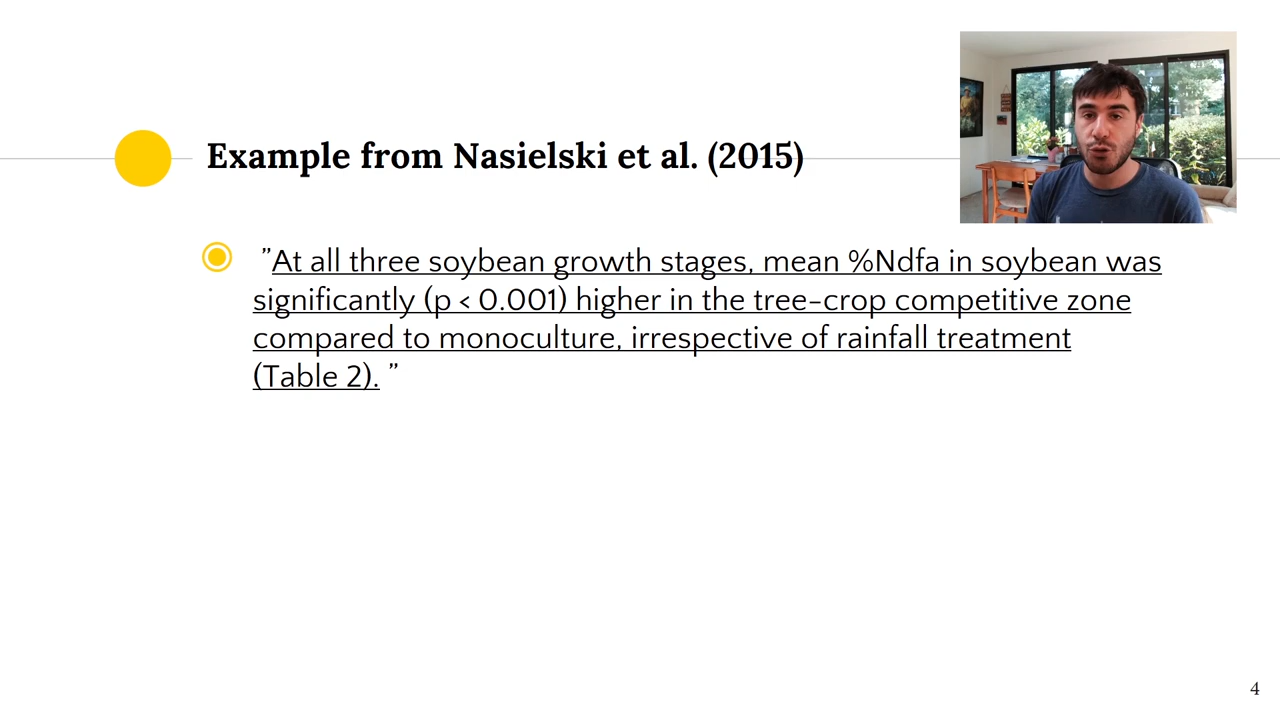 Example from Nasielski et al. (2015)
”At all three soybean growth stages, mean %Ndfa in soybean was
significantly (p < 0.001) higher in the tree-crop competitive zone
compared to monoculture, irrespective of rainfall treatment
(Table 2). ”
4